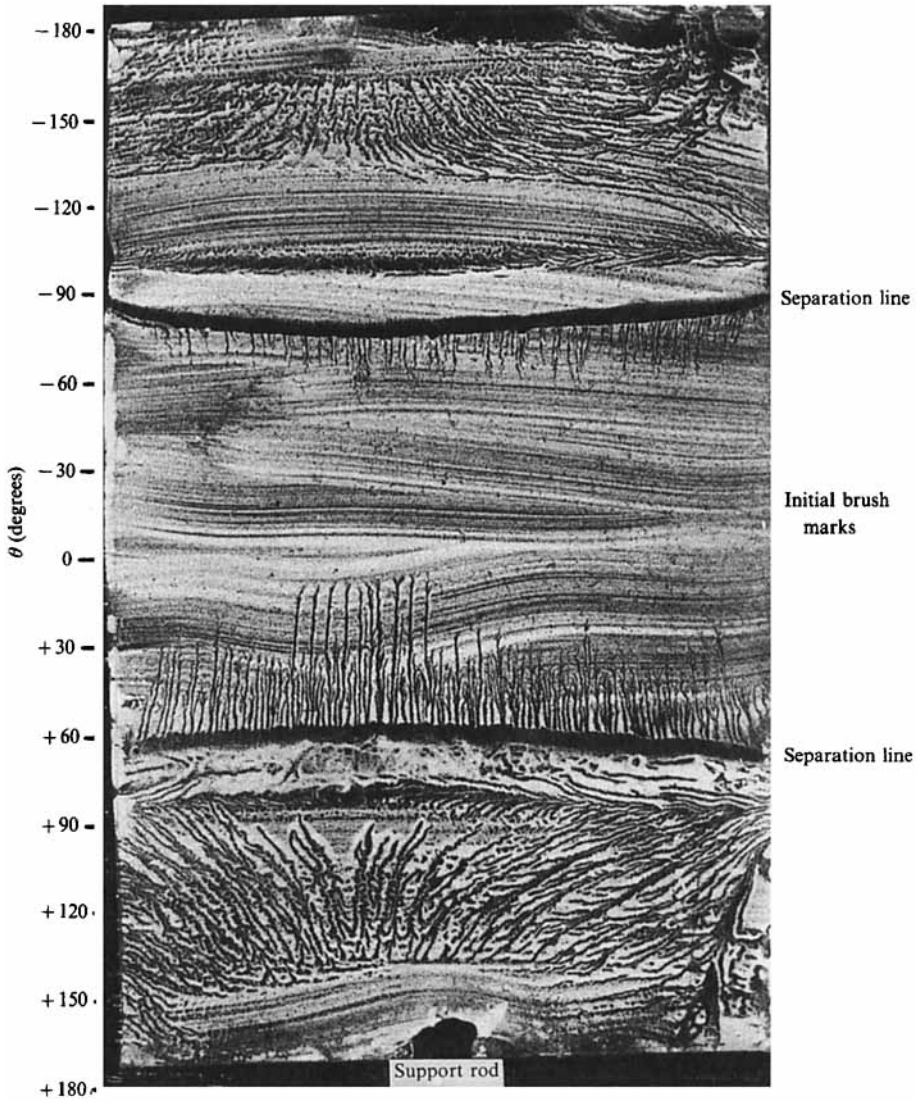 −180
−150
−120
−90
Separation line
−60
−30
Initial brush
marks
θ (degrees)
0
+30
+60
Separation line
+90
+120
+150
Support rod
+180